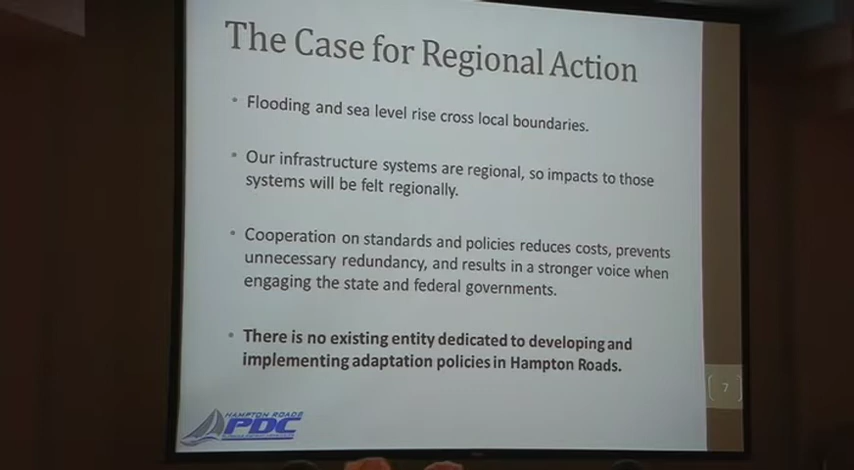 The Case for Regional Action
• Flooding and sea level rise cross local boundaries.
• Our infrastructure systems are regional, so impacts to those
systems will be felt regionally.
• Cooperation on standards and policies reduces costs, prevents
unnecessary redundancy, and results in a stronger voice when
engaging the state and federal governments.
• There is no existing entity dedicated to developing and
implementing adaptation policies in Hampton Roads.
[ 7 ]
HAMPTON ROADS
PDC